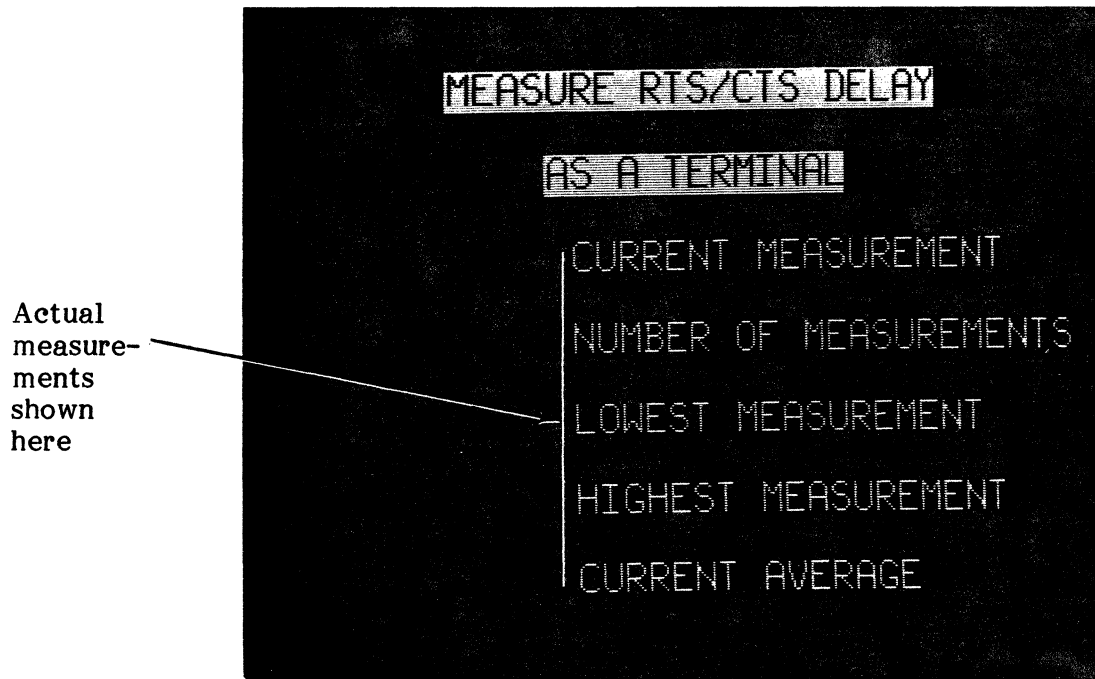 MEASURE RTS/CTS DELAY
AS A TERMINAL
CURRENT MEASUREMENT
NUMBER OF MEASUREMENTS
LOWEST MEASUREMENT
HIGHEST MEASUREMENT
CURRENT AVERAGE
Actual
measure-
ments
shown
here